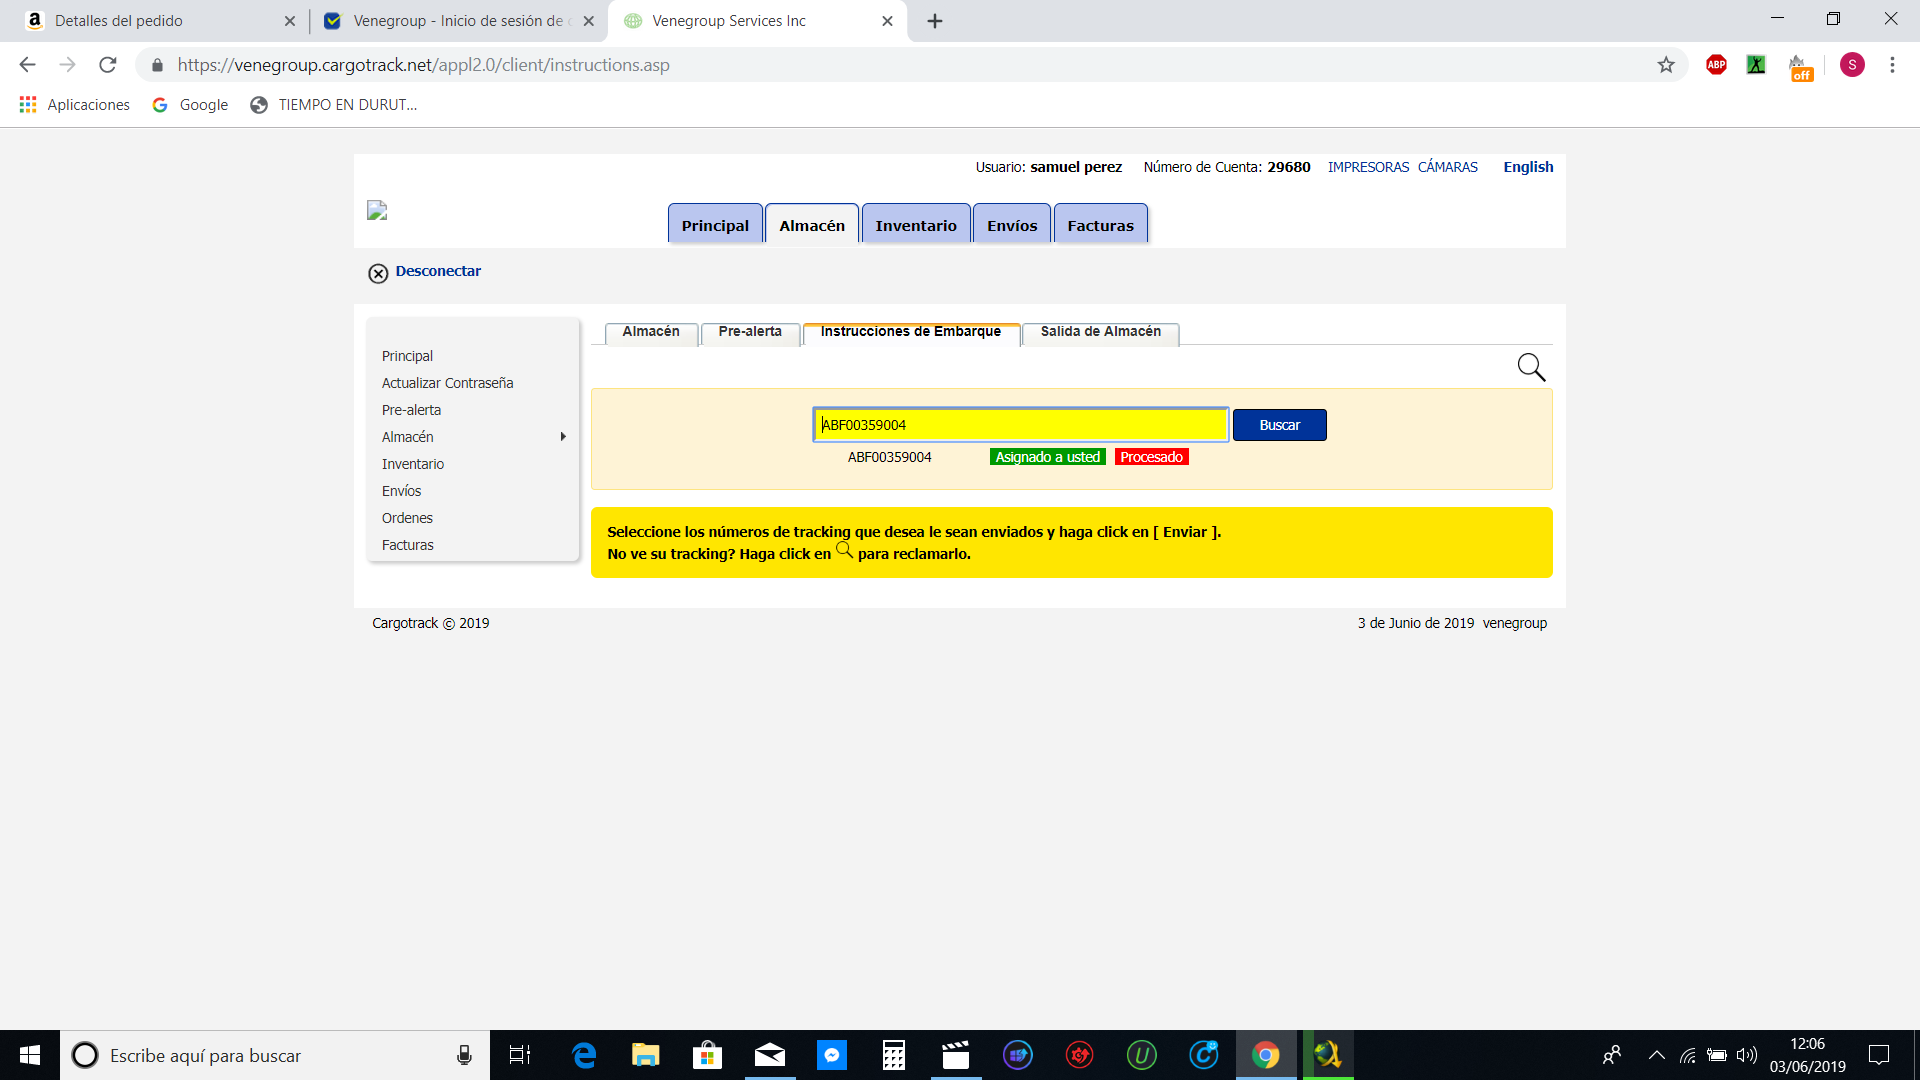 Detalles del pedido
Venegroup - Inicio de sesión de c
Venegroup Services Inc
https://venegroup.cargotrack.net/appl2.0/client/instructions.asp
ABP
off
S
Aplicaciones
Google
TIEMPO EN DURUT...
Usuario: samuel perez Número de Cuenta: 29680 IMPRESORAS CÁMARAS English
Principal
Almacén
Inventario
Envíos
Facturas
Desconectar
Principal
Actualizar Contraseña
Pre-alerta
Almacén
Inventario
Envíos
Ordenes
Facturas
Almacén
Pre-alerta
Instrucciones de Embarque
Salida de Almacén
ABF00359004
Buscar
ABF00359004 Asignado a usted Procesado
Seleccione los números de tracking que desea le sean enviados y haga click en [ Enviar ].
No ve su tracking? Haga click en para reclamarlo.
Cargotrack © 2019
3 de Junio de 2019 venegroup
Escribe aquí para buscar
12:06
03/06/2019